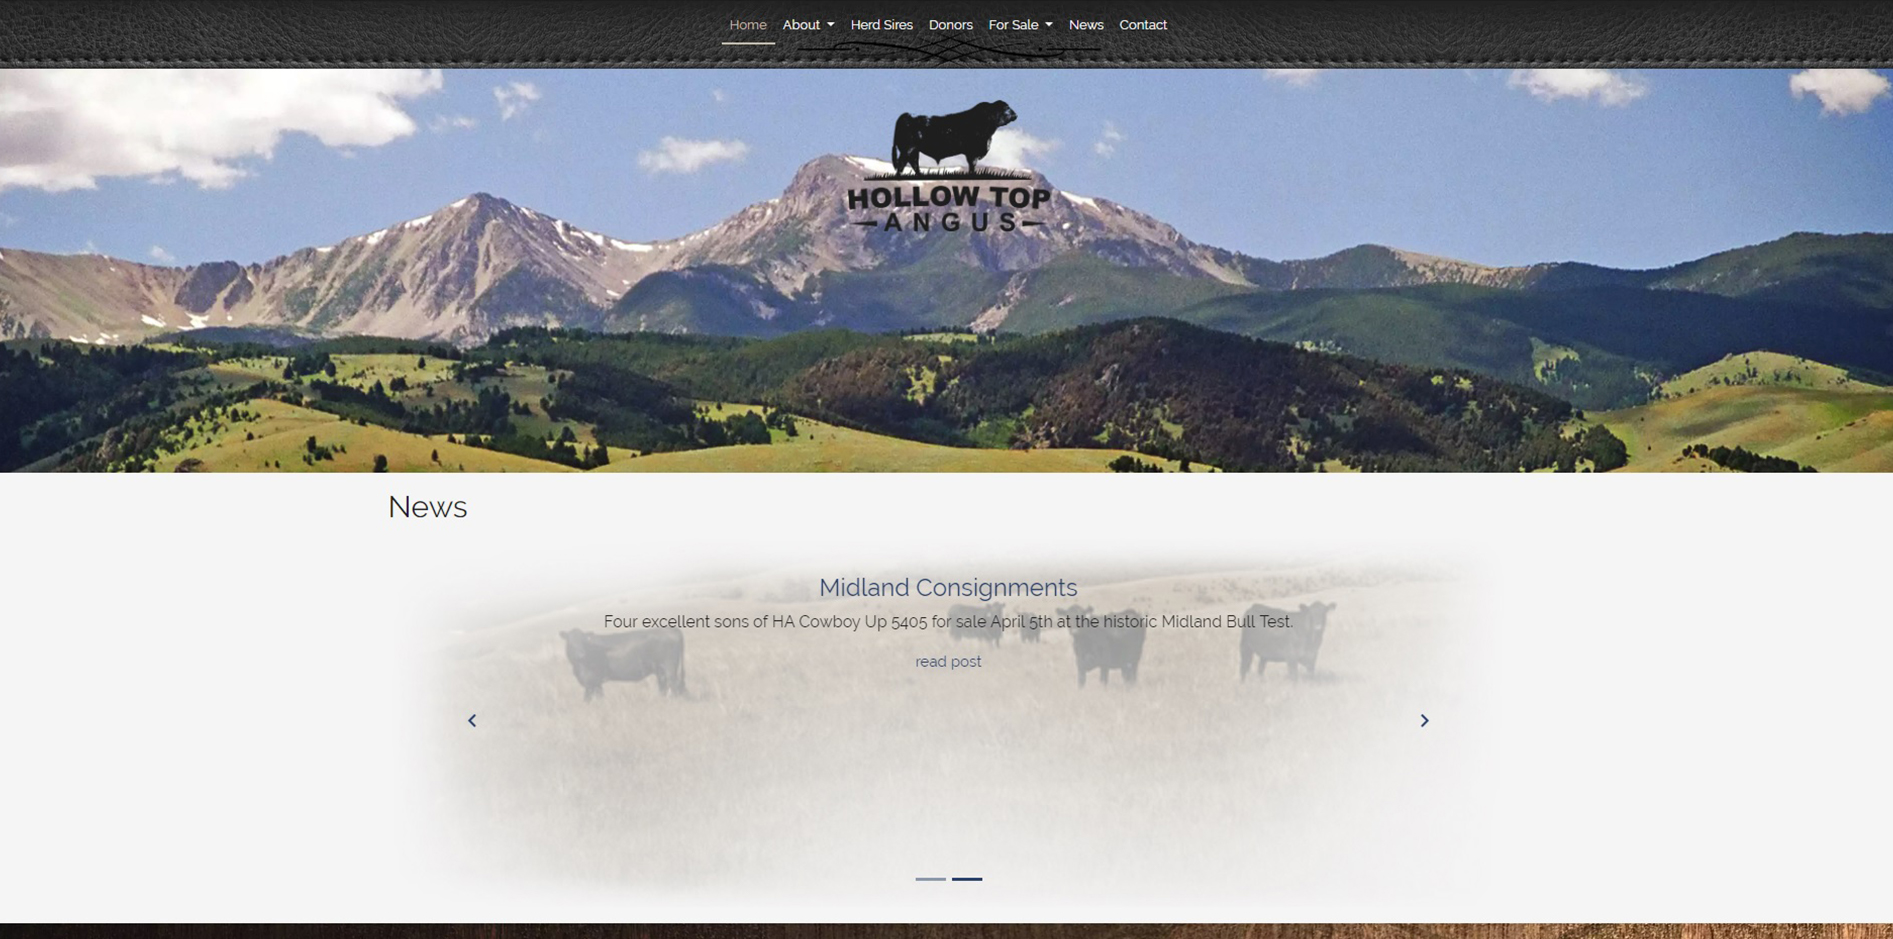 Home About Herd Sires Donors For Sale News Contact
HOLLOW TOP
ANGUS
News
Midland Consignments
Four excellent sons of HA Cowboy Up 5405 for sale April 5th at the historic Midland Bull Test.
read post